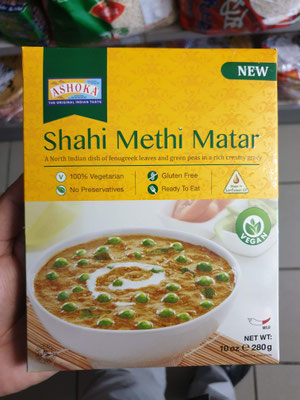 NEW
ASHOKA
THE ORIGINAL INDIAN TASTE
Shahi Methi Matar
A North Indian dish of fenugreek leaves and green peas in a rich creamy gravy
100% Vegetarian
Gluten Free
No Preservatives
Ready To Eat
VEGAN
MILD
NET WT:
10 oz e 280g